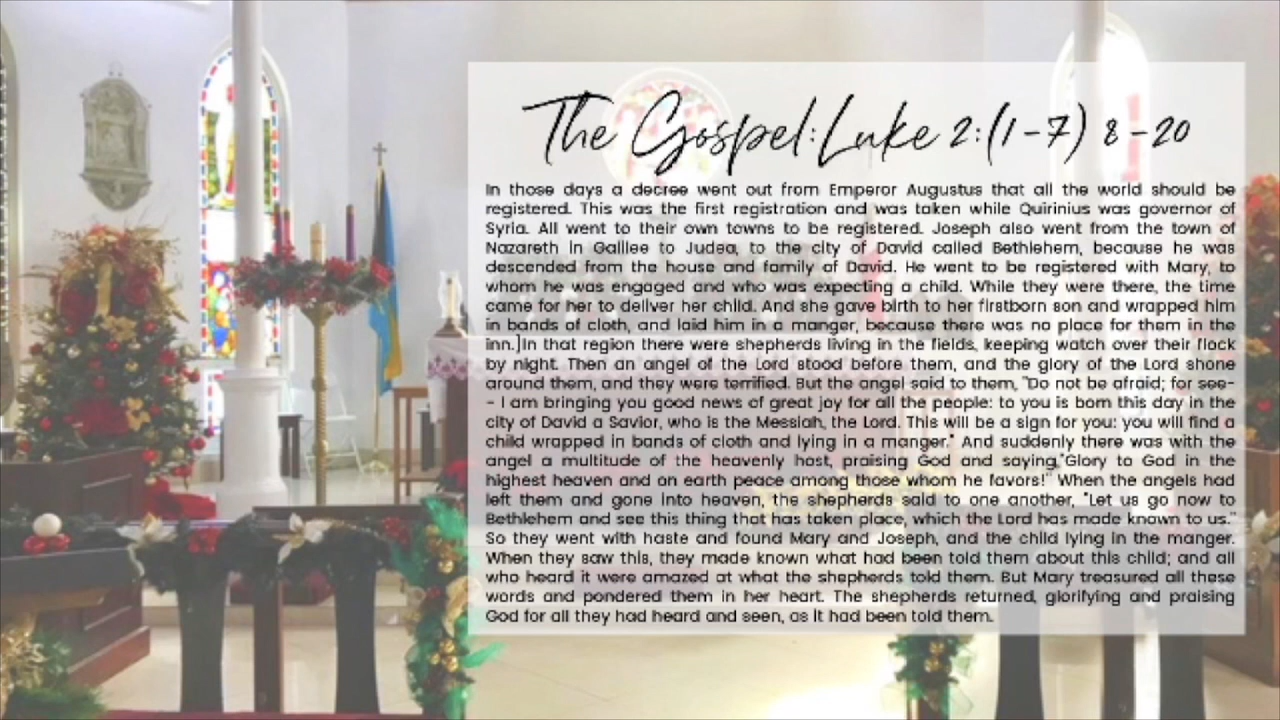 The Gospel: Luke 2:(1-7) 8-20
In those days a decree went out from Emperor Augustus that all the world should be
registered. This was the first registration and was taken while Quirinius was governor of
Syria. All went to their own towns to be registered. Joseph also went from the town of
Nazareth in Galilee to Judea, to the city of David called Bethlehem, because he was
descended from the house and family of David. He went to be registered with Mary, to
whom he was engaged and who was expecting a child. While they were there, the time
came for her to deliver her child. And she gave birth to her firstborn son and wrapped him
in bands of cloth, and laid him in a manger, because there was no place for them in the
inn.]In that region there were shepherds living in the fields, keeping watch over their flock
by night. Then an angel of the Lord stood before them, and the glory of the Lord shone
around them, and they were terrified. But the angel said to them, "Do not be afraid; for see-
- I am bringing you good news of great joy for all the people: to you is born this day in the
city of David a Savior, who is the Messiah, the Lord. This will be a sign for you: you will find a
child wrapped in bands of cloth and lying in a manger." And suddenly there was with the
angel a multitude of the heavenly host, praising God and saying,"Glory to God in the
highest heaven and on earth peace among those whom he favors!" When the angels had
left them and gone into heaven, the shepherds said to one another, "Let us go now to
Bethlehem and see this thing that has taken place, which the Lord has made known to us."
So they went with haste and found Mary and Joseph, and the child lying in the manger.
When they saw this, they made known what had been told them about this child; and all
who heard it were amazed at what the shepherds told them. But Mary treasured all these
words and pondered them in her heart. The shepherds returned, glorifying and praising
God for all they had heard and seen, as it had been told them.